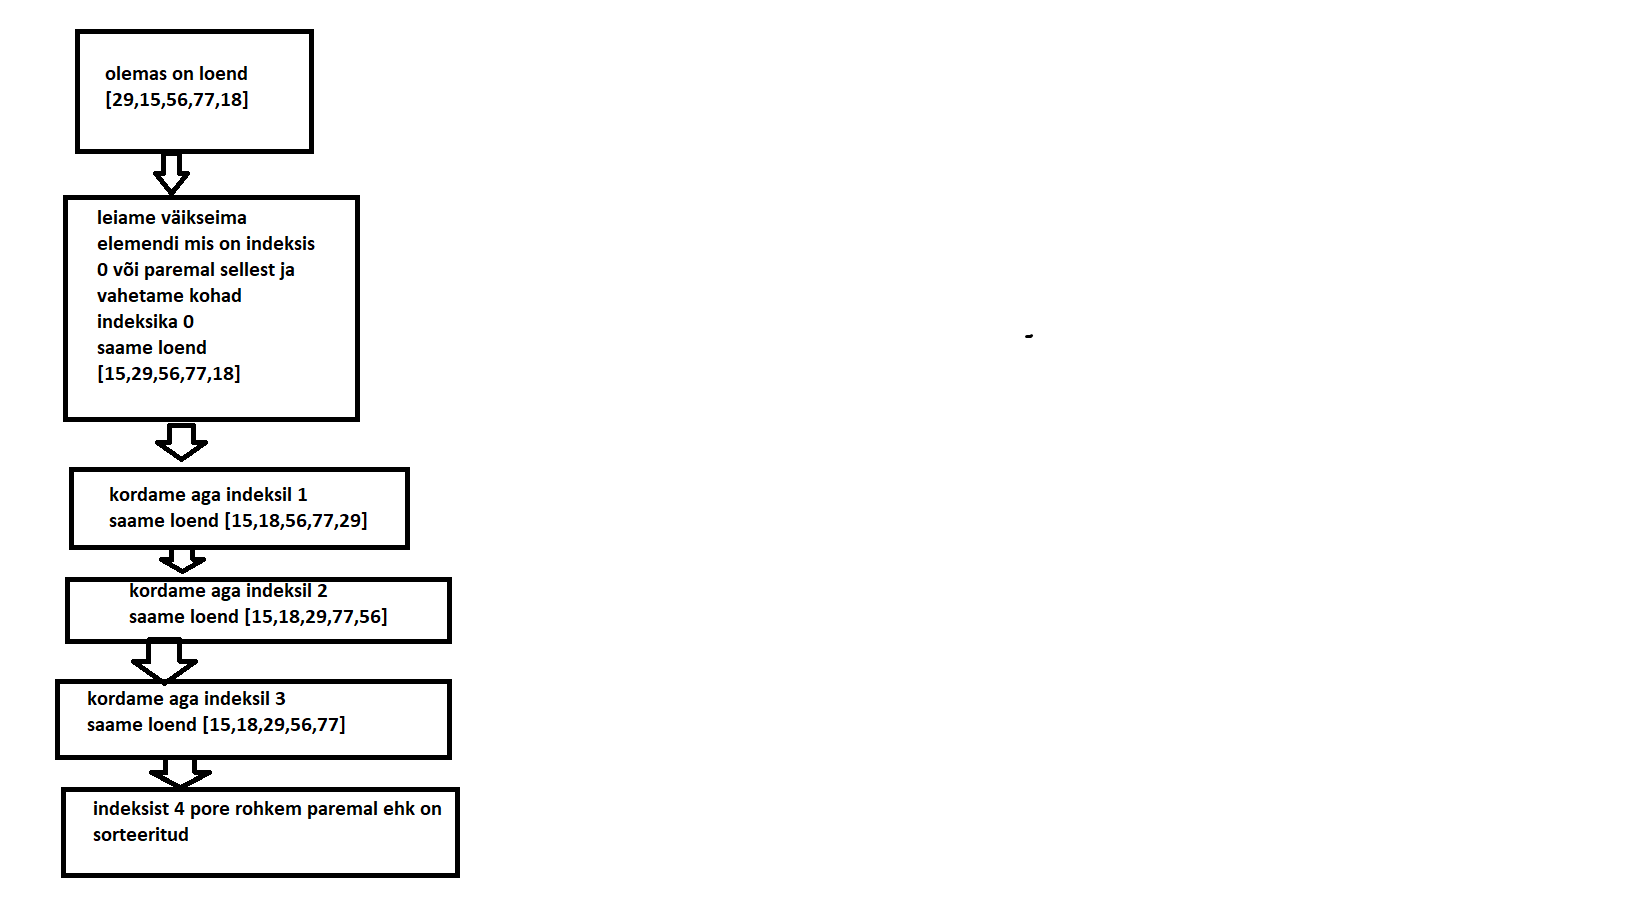 olemas on loend
[29,15,56,77,18]
leiame väikseima
elemendi mis on indeksis
0 või paremal sellest ja
vahetame kohad
indeksika 0
saame loend
[15,29,56,77,18]
kordame aga indeksil 1
saame loend [15,18,56,77,29]
kordame aga indeksil 2
saame loend [15,18,29,77,56]
kordame aga indeksil 3
saame loend [15,18,29,56,77]
indeksist 4 pore rohkem paremal ehk on
sorteeritud